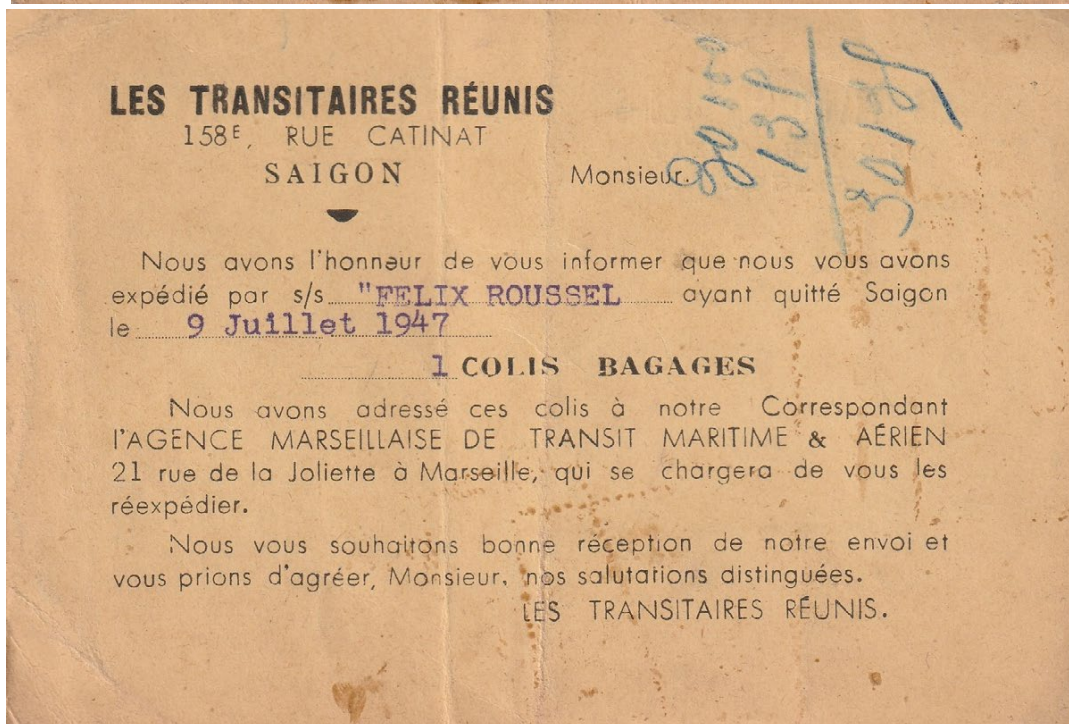 LES TRANSITAIRES RÉUNIS
158E, RUE CATINAT
SAIGON
Monsieur.
Nous avons l'honneur de vous informer que nous vous avons
expédié par s/s "FELIX ROUSSEL ayant quitté Saigon
le 9 Juillet 1947
1 COLIS BAGAGES
Nous avons adressé ces colis à notre Correspondant
l'AGENCE MARSEILLAISE DE TRANSIT MARITIME & AÉRIEN
21 rue de la Joliette à Marseille, qui se chargera de vous les
réexpédier.
Nous vous souhaitons bonne réception de notre envoi et
vous prions d'agréer, Monsieur, nos salutations distinguées.
LES TRANSITAIRES RÉUNIS.